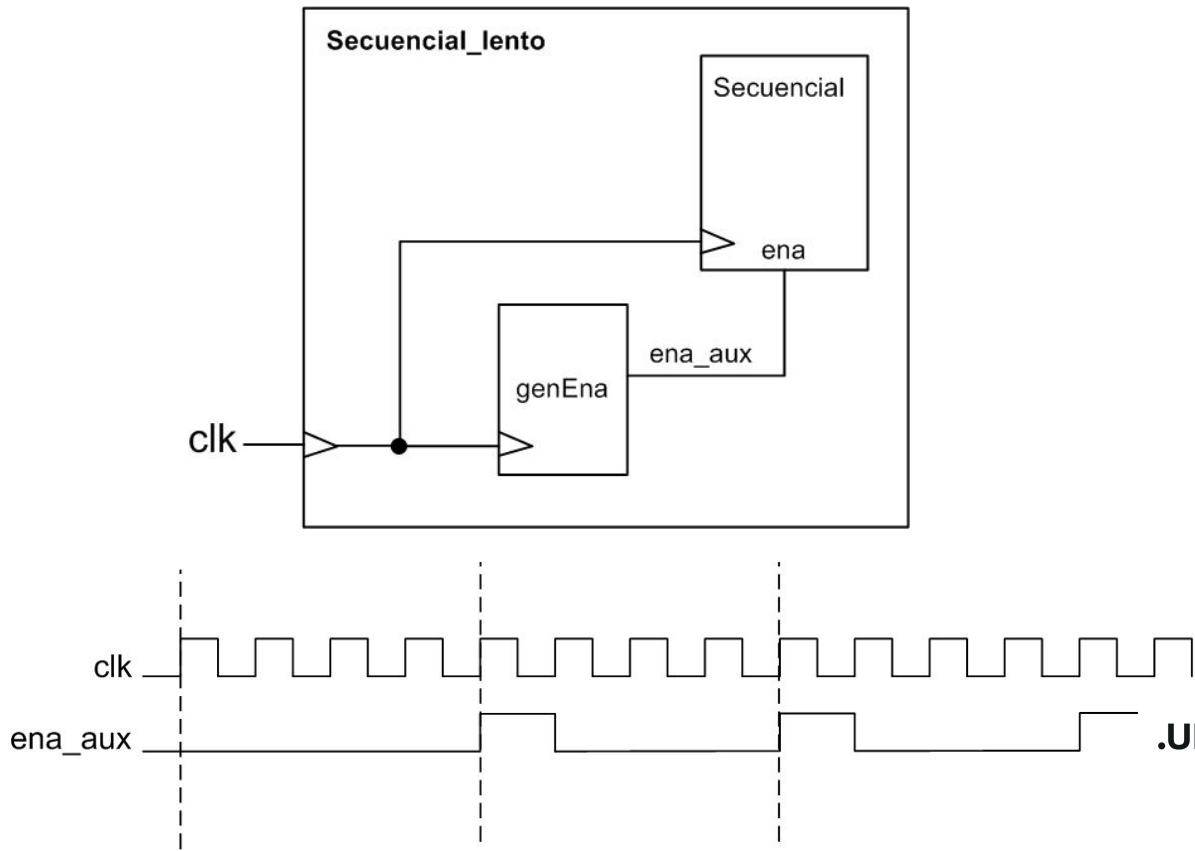 Secuencial_lento
Secuencial
ena
ena_aux
genEna
clk
clk
ena_aux